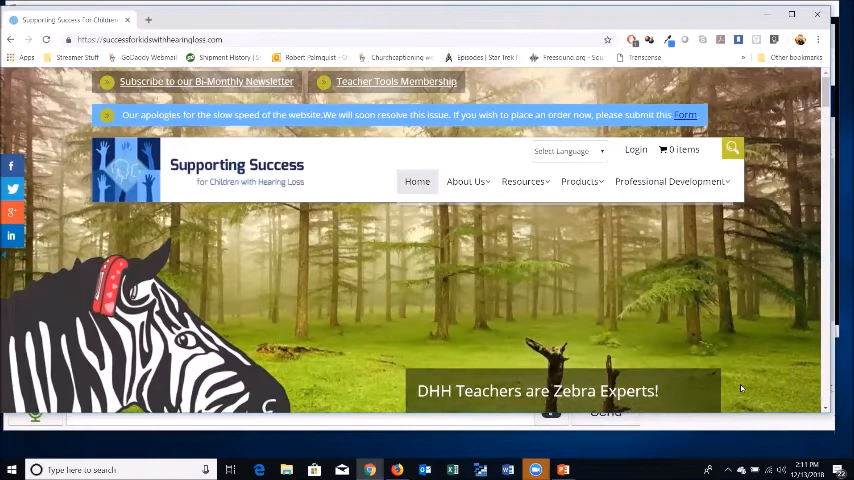 Supporting Success For Children
https://successforkidswithhearingloss.com
Apps
Streamer Stuff
GoDaddy Webmail
Shipment History | S
Robert Palmquist - T
Churchcaptioning we
Episodes | Star Trek
Freesound.org - Sou
Transcense
»
Other bookmarks
Subscribe to our Bi-Monthly Newsletter
Teacher Tools Membership
Our apologies for the slow speed of the website.We will soon resolve this issue. If you wish to place an order now, please submit this Form
Select Language
Login
0 items
Supporting Success
for Children with Hearing Loss
Home
About Us
Resources
Products
Professional Development
DHH Teachers are Zebra Experts!
Send
Type here to search
2:11 PM
12/13/2018
22